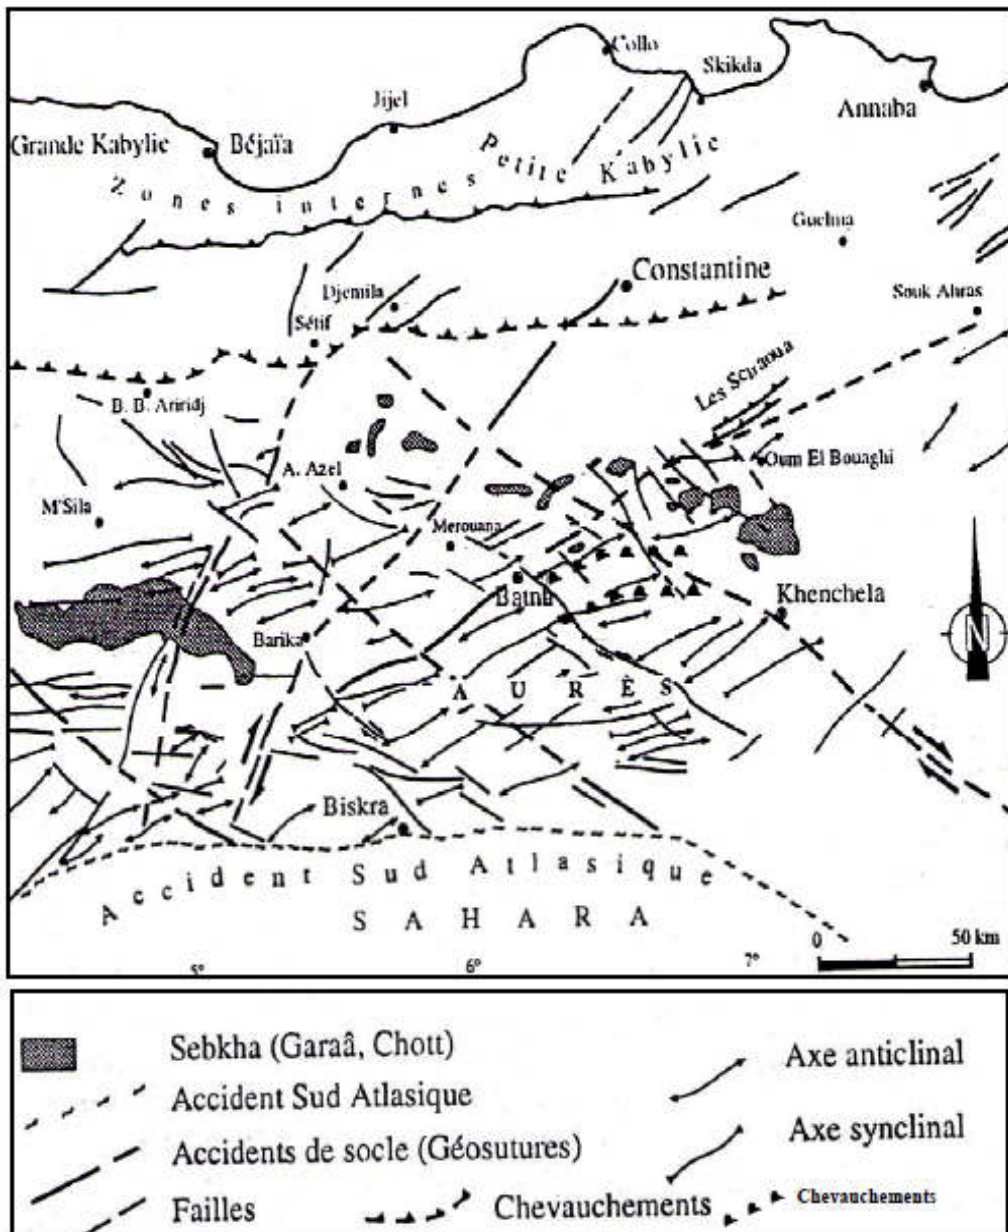 Collo
Skikda
Jijel
Annaba
Grande Kabylie
Béjaïa
Zones internes
Petite Kabylie
Guelma
Constantine
Djemila
Souk Ahras
Sétif
B. B. Ariridj
Les Scuaoua
A. Azel
Oum El Bouaghi
M'Sila
Merouana
Batna
Khenchela
Barika
N
AURÈS
Biskra
Accident Sud Atlasique
SAHARA
0 50 km
5° 6° 7°
Sebkha (Garaâ, Chott)
Axe anticlinal
Accident Sud Atlasique
Axe synclinal
Accidents de socle (Géosutures)
Failles
Chevauchements
Chevauchements